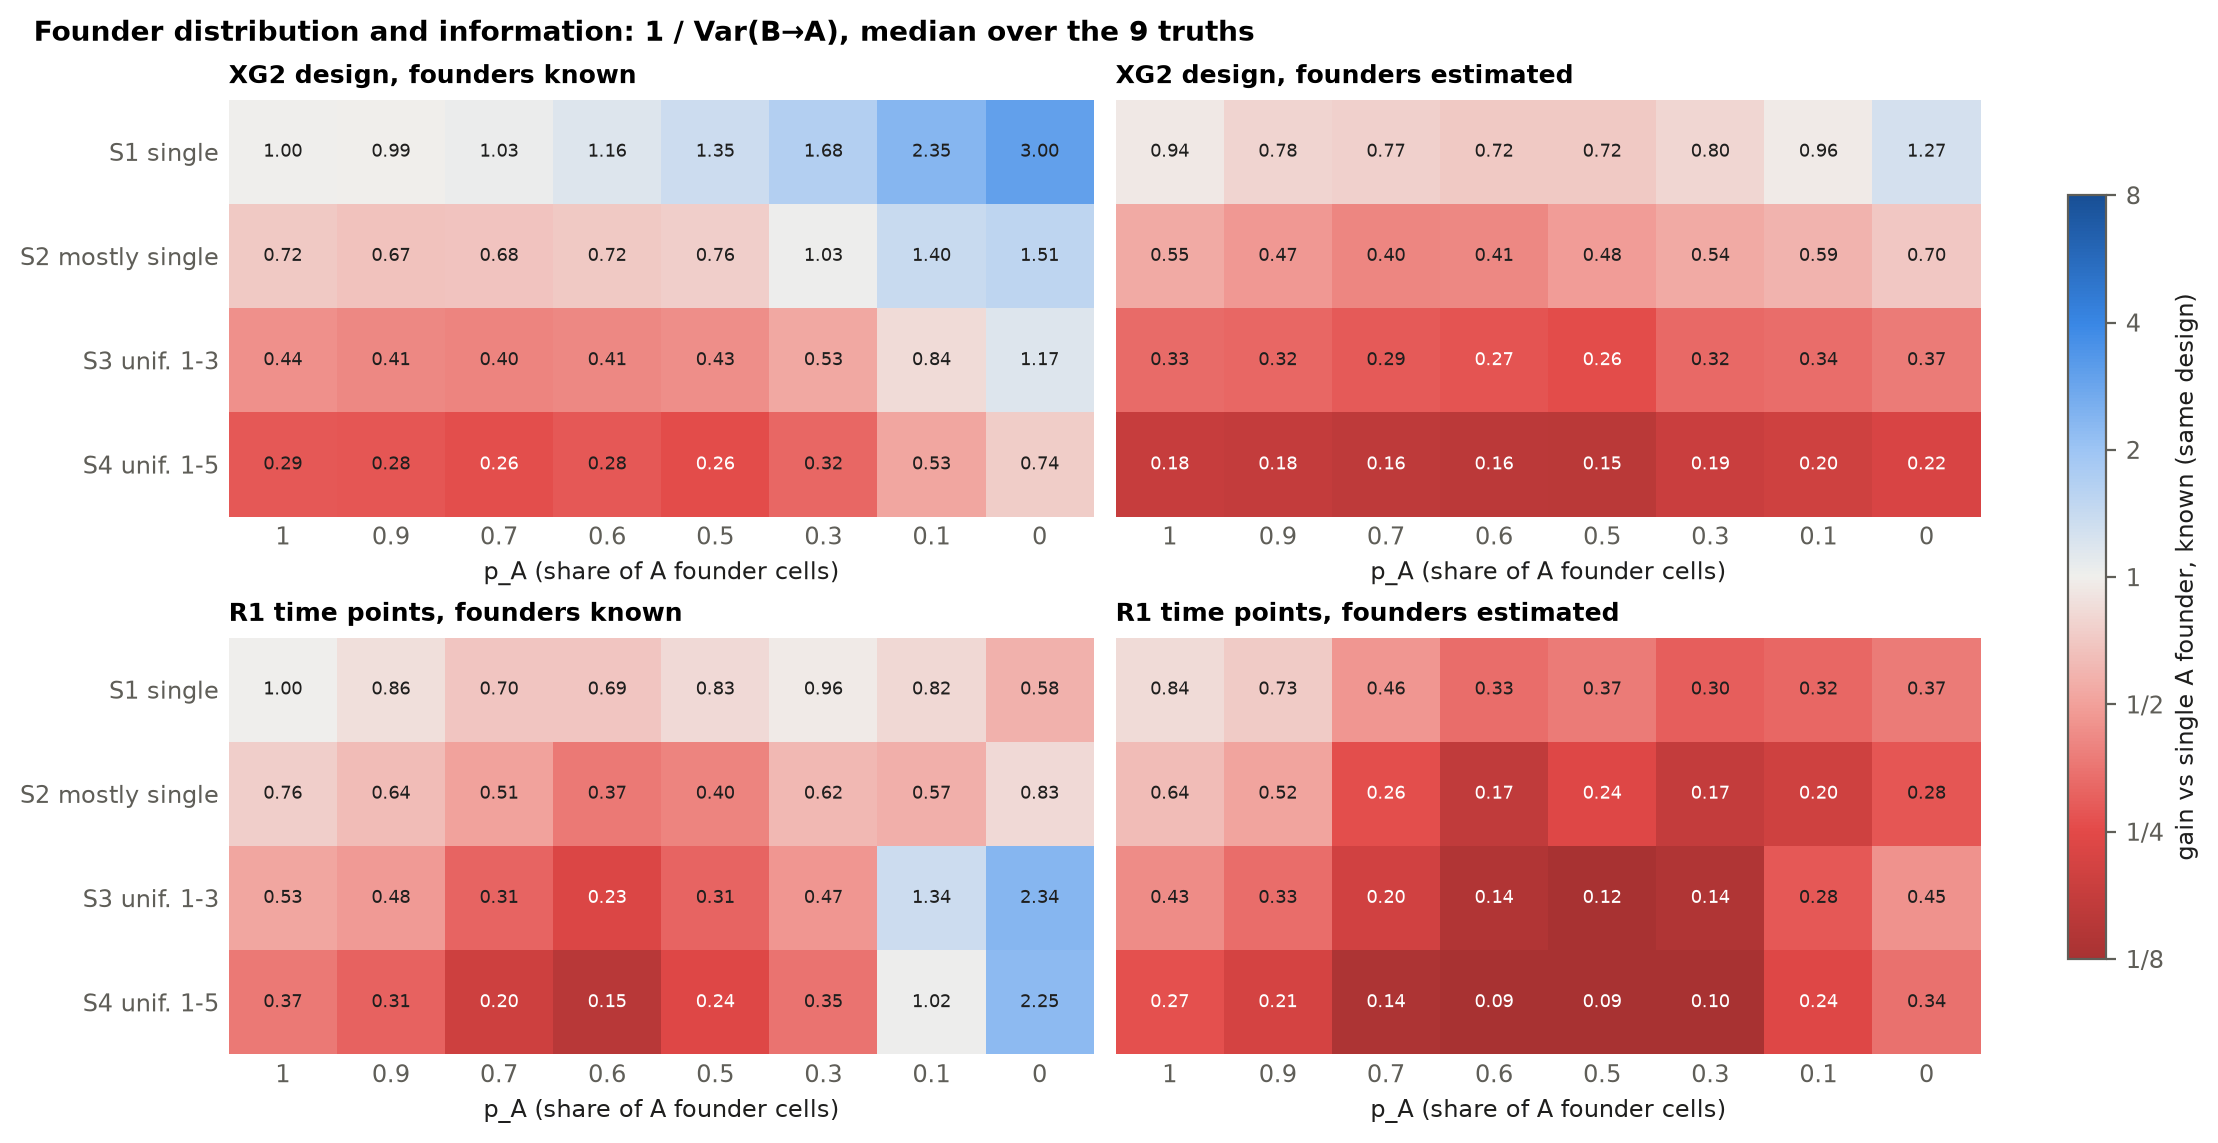 Founder distribution and information: 1 / Var(B→A), median over the 9 truths
XG2 design, founders known
S1 single 1.00 0.99 1.03 1.16 1.35 1.68 2.35 3.00
S2 mostly single 0.72 0.67 0.68 0.72 0.76 1.03 1.40 1.51
S3 unif. 1-3 0.44 0.41 0.40 0.41 0.43 0.53 0.84 1.17
S4 unif. 1-5 0.29 0.28 0.26 0.28 0.26 0.32 0.53 0.74
1 0.9 0.7 0.6 0.5 0.3 0.1 0
p_A (share of A founder cells)
XG2 design, founders estimated
0.94 0.78 0.77 0.72 0.72 0.80 0.96 1.27
0.55 0.47 0.40 0.41 0.48 0.54 0.59 0.70
0.33 0.32 0.29 0.27 0.26 0.32 0.34 0.37
0.18 0.18 0.16 0.16 0.15 0.19 0.20 0.22
1 0.9 0.7 0.6 0.5 0.3 0.1 0
p_A (share of A founder cells)
R1 time points, founders known
S1 single 1.00 0.86 0.70 0.69 0.83 0.96 0.82 0.58
S2 mostly single 0.76 0.64 0.51 0.37 0.40 0.62 0.57 0.83
S3 unif. 1-3 0.53 0.48 0.31 0.23 0.31 0.47 1.34 2.34
S4 unif. 1-5 0.37 0.31 0.20 0.15 0.24 0.35 1.02 2.25
1 0.9 0.7 0.6 0.5 0.3 0.1 0
p_A (share of A founder cells)
R1 time points, founders estimated
0.84 0.73 0.46 0.33 0.37 0.30 0.32 0.37
0.64 0.52 0.26 0.17 0.24 0.17 0.20 0.28
0.43 0.33 0.20 0.14 0.12 0.14 0.28 0.45
0.27 0.21 0.14 0.09 0.09 0.10 0.24 0.34
1 0.9 0.7 0.6 0.5 0.3 0.1 0
p_A (share of A founder cells)
8
4
2
1
1/2
1/4
1/8
gain vs single A founder, known (same design)